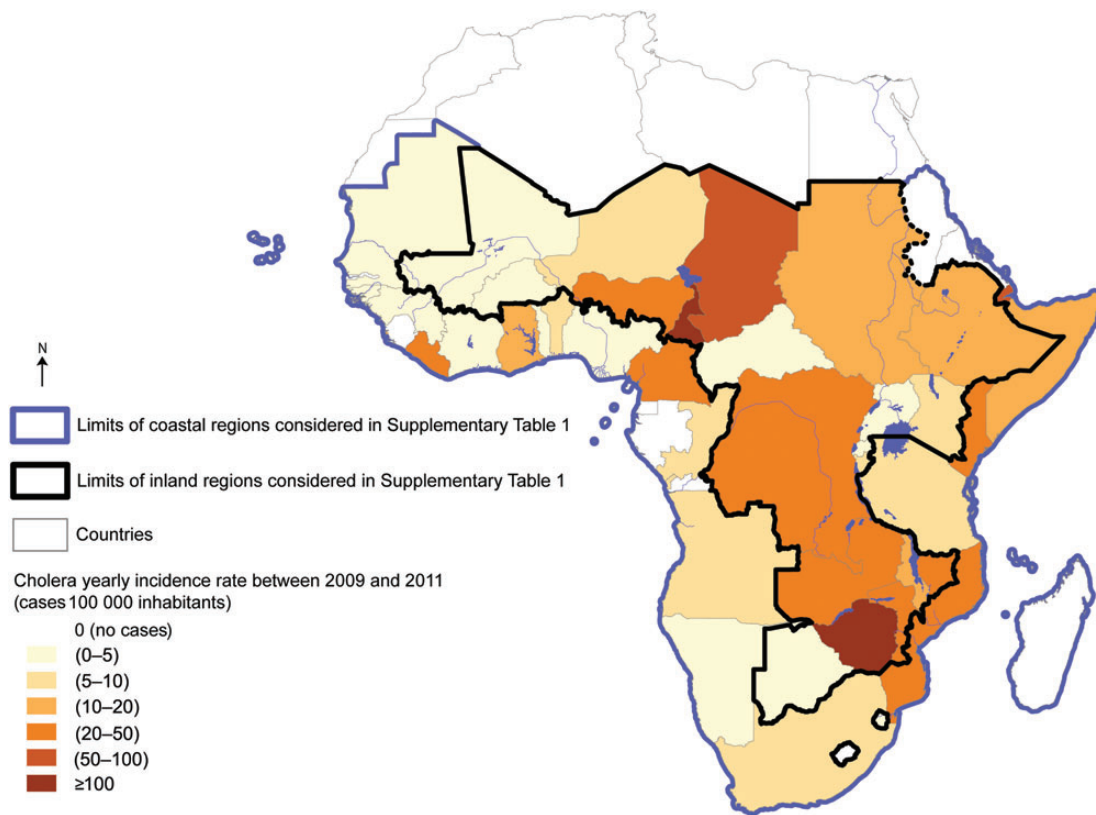 N
Limits of coastal regions considered in Supplementary Table 1
Limits of inland regions considered in Supplementary Table 1
Countries
Cholera yearly incidence rate between 2009 and 2011
(cases 100 000 inhabitants)
0 (no cases)
(0–5)
(5–10)
(10–20)
(20–50)
(50–100)
≥100